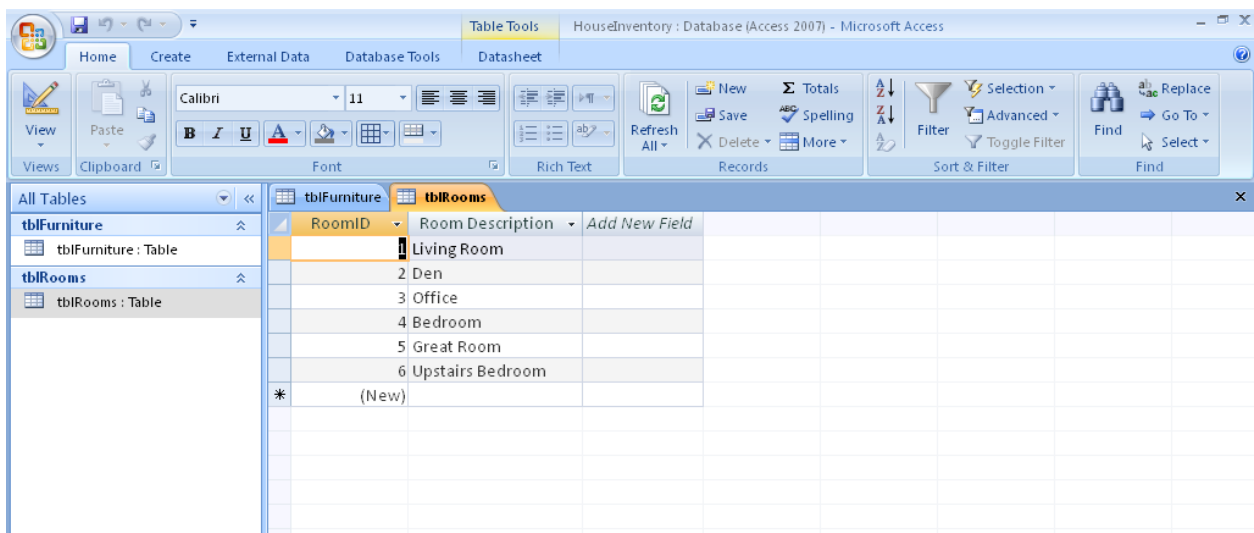 Table Tools HouseInventory : Database (Access 2007) - Microsoft Access
Home Create External Data Database Tools Datasheet
View
Views
Paste
Clipboard
Calibri 11
B I U A
Font
ab
Rich Text
Refresh All
New Σ Totals
Save ABC Spelling
Delete More
Records
A Z
Z A
A Z
Filter
Selection
Advanced
Toggle Filter
Sort & Filter
Find
ab ac Replace
Go To
Select
Find
All Tables
tblFurniture
tblFurniture : Table
tblRooms
tblRooms : Table
tblFurniture tblRooms
RoomID Room Description Add New Field
1 Living Room
2 Den
3 Office
4 Bedroom
5 Great Room
6 Upstairs Bedroom
* (New)